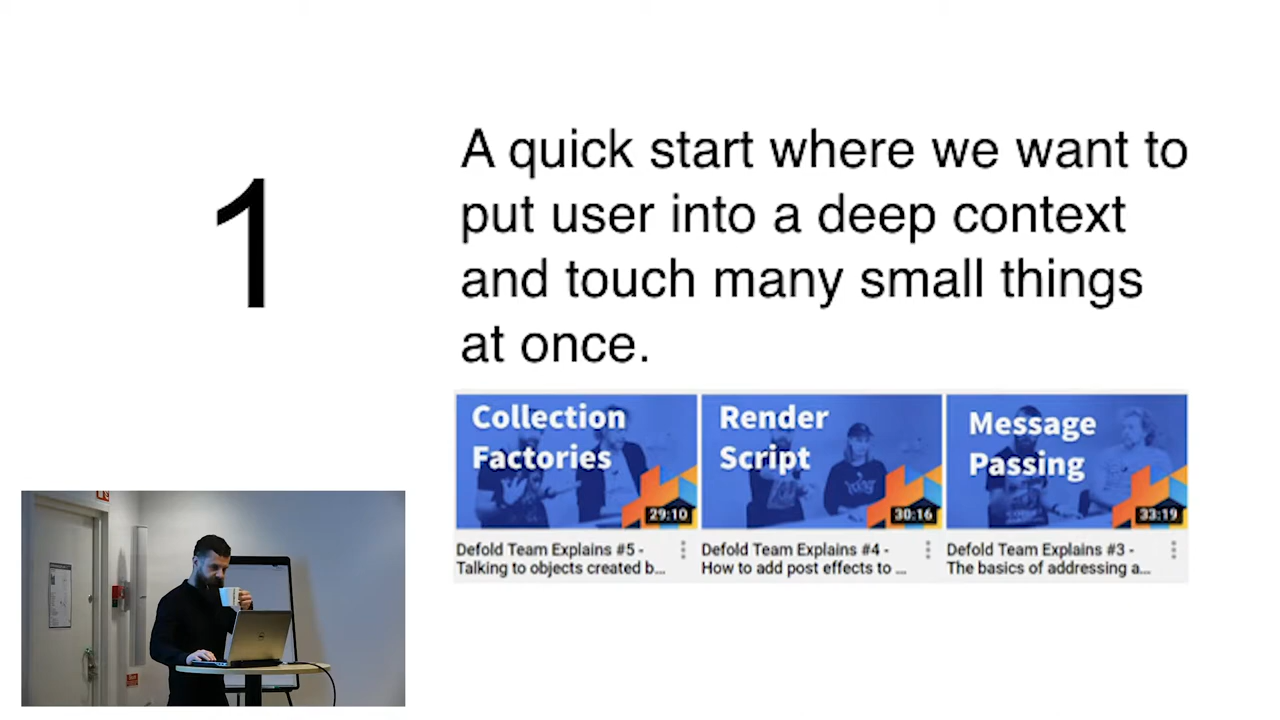 1
A quick start where we want to
put user into a deep context
and touch many small things
at once.
Collection
Factories
29:10
Render
Script
30:16
Message
Passing
33:19
Defold Team Explains #5 -
Talking to objects created b...
Defold Team Explains #4 -
How to add post effects to ...
Defold Team Explains #3 -
The basics of addressing a...